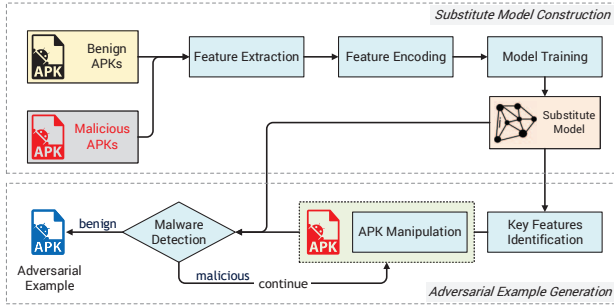 Substitute Model Construction
Benign
APKs
APK
Feature Extraction
Feature Encoding
Model Training
Malicious
APKs
APK
Substitute
Model
APK
benign
Malware
Detection
APK
APK Manipulation
Key Features
Identification
Adversarial
Example
malicious
continue
Adversarial Example Generation